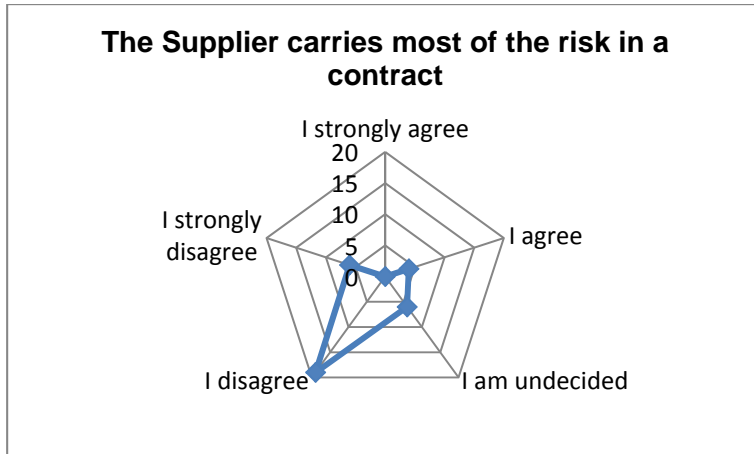 The Supplier carries most of the risk in a
contract
I strongly agree
20
15
10
5
0
I agree
I am undecided
I disagree
I strongly
disagree